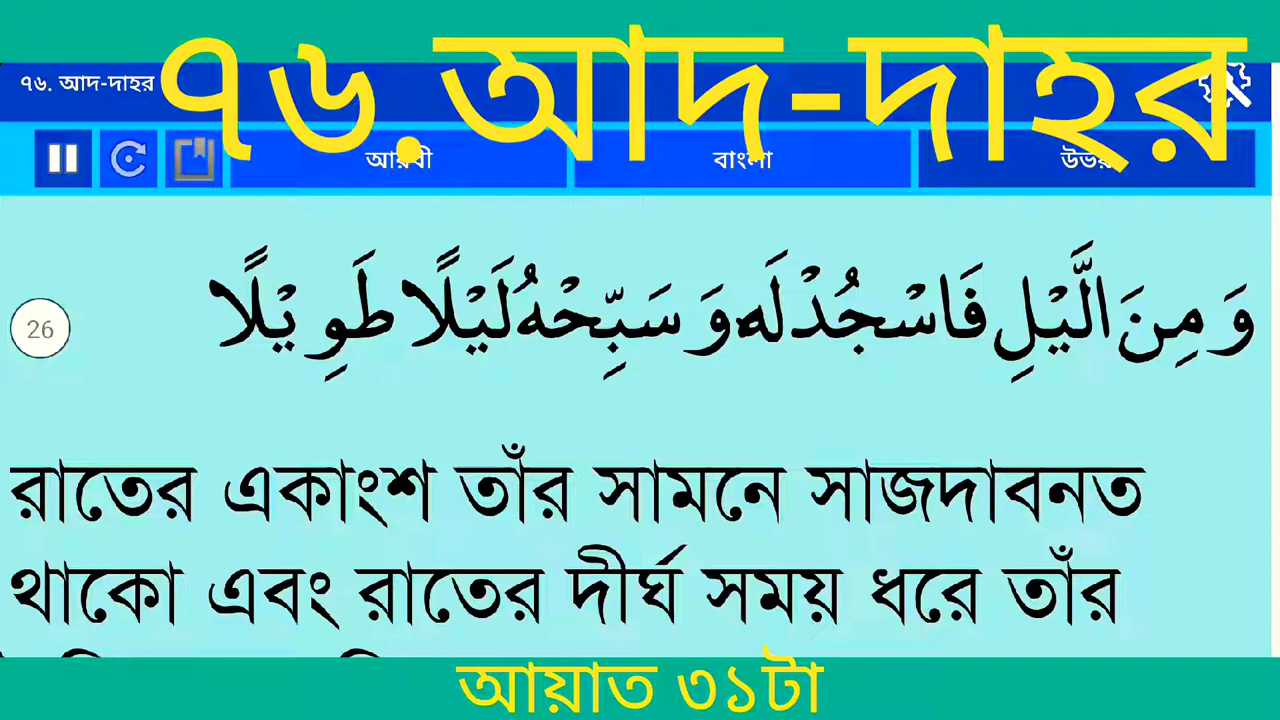 ৭৬. আদ-দাহর
৭৬.আদ-দাহর
আরবী বাংলা
وَ مِنَ الَّيْلِ فَاسْجُدْ لَه وَ سَبِّحْهُ لَيْلًا طَوِيْلًا
26
রাতের একাংশ তাঁর সামনে সাজদাবনত
থাকো এবং রাতের দীর্ঘ সময় ধরে তাঁর
আয়াত ৩১টা